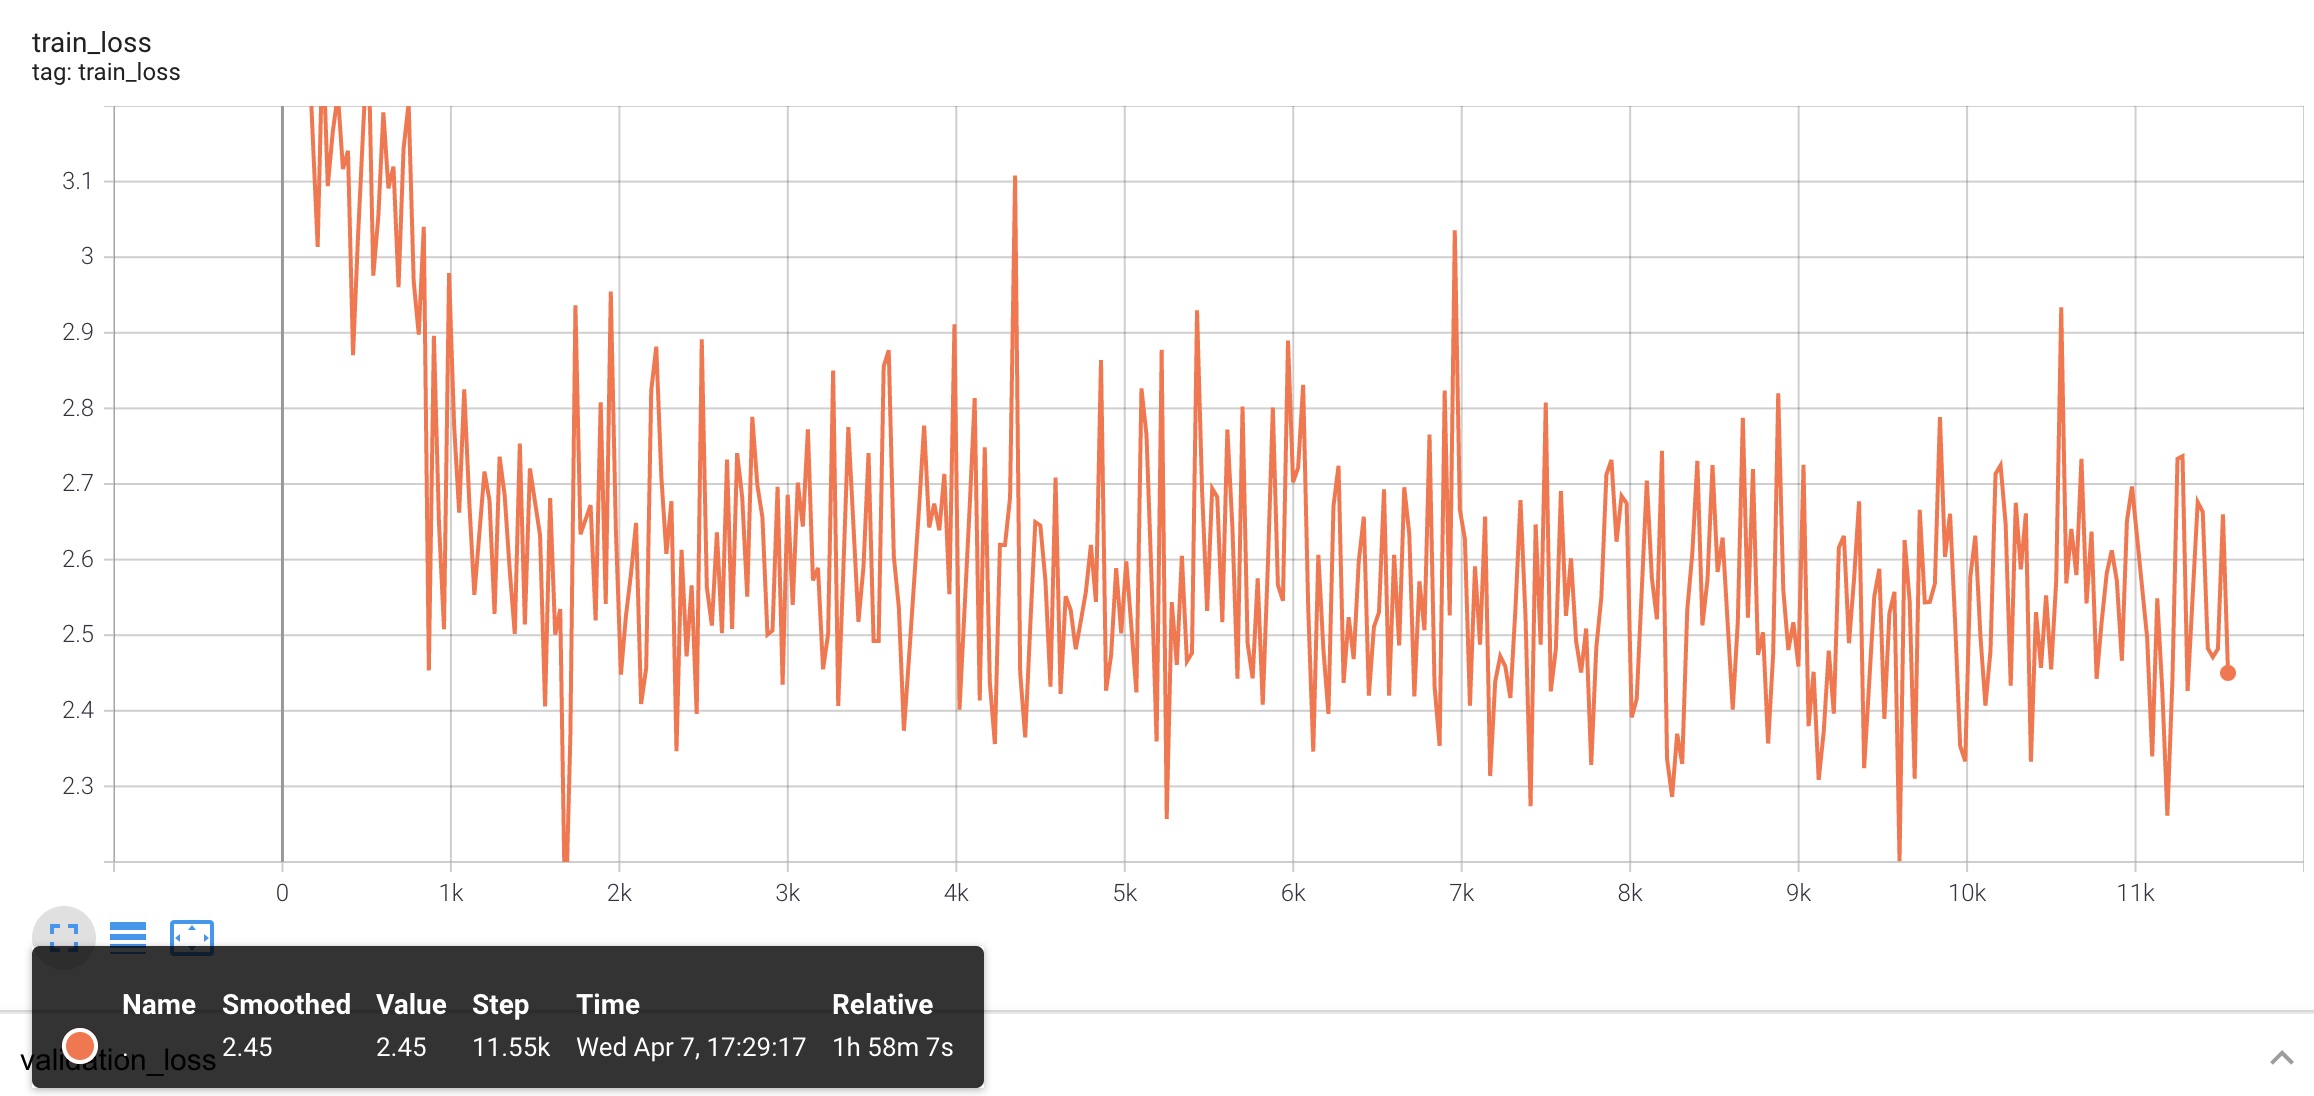 train_loss
tag: train_loss
3.1
3
2.9
2.8
2.7
2.6
2.5
2.4
2.3
0 1k 2k 3k 4k 5k 6k 7k 8k 9k 10k 11k
Name Smoothed Value Step Time Relative
. 2.45 2.45 11.55k Wed Apr 7, 17:29:17 1h 58m 7s
validation_loss